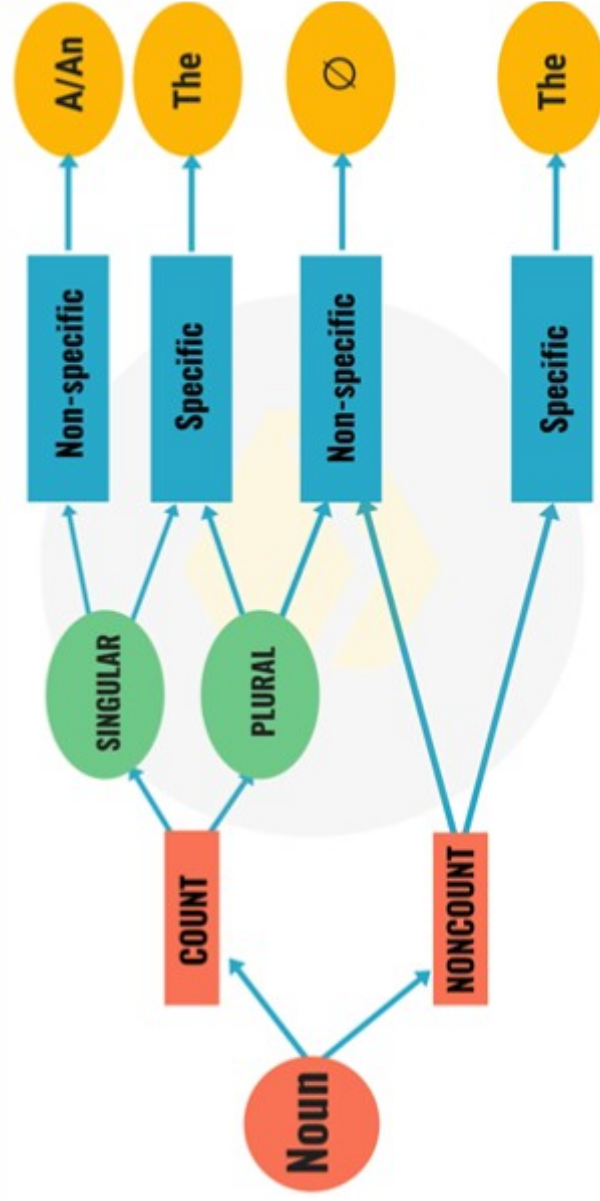 Noun
COUNT
NONCOUNT
SINGULAR
PLURAL
Non-specific
Specific
Non-specific
Specific
A/An
The
Ø
The